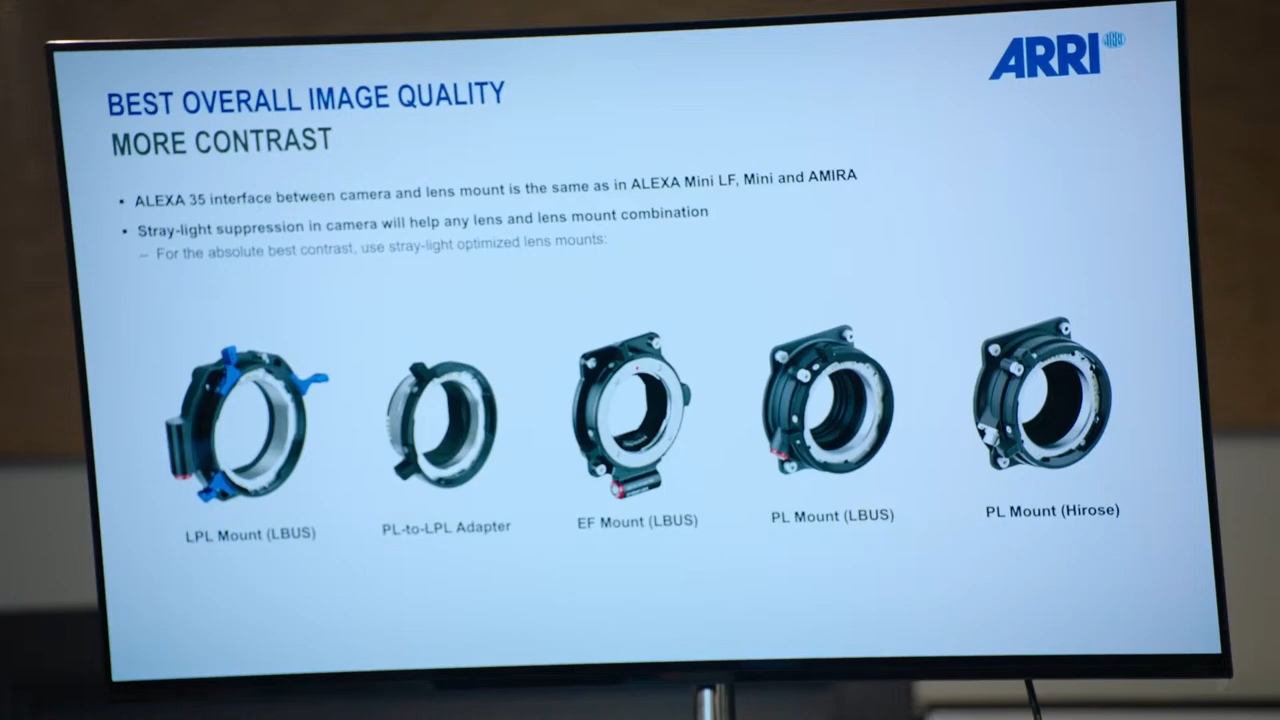 ARRI
BEST OVERALL IMAGE QUALITY
MORE CONTRAST
• ALEXA 35 interface between camera and lens mount is the same as in ALEXA Mini LF, Mini and AMIRA
• Stray-light suppression in camera will help any lens and lens mount combination
– For the absolute best contrast, use stray-light optimized lens mounts:
LPL Mount (LBUS)
PL-to-LPL Adapter
EF Mount (LBUS)
PL Mount (LBUS)
PL Mount (Hirose)